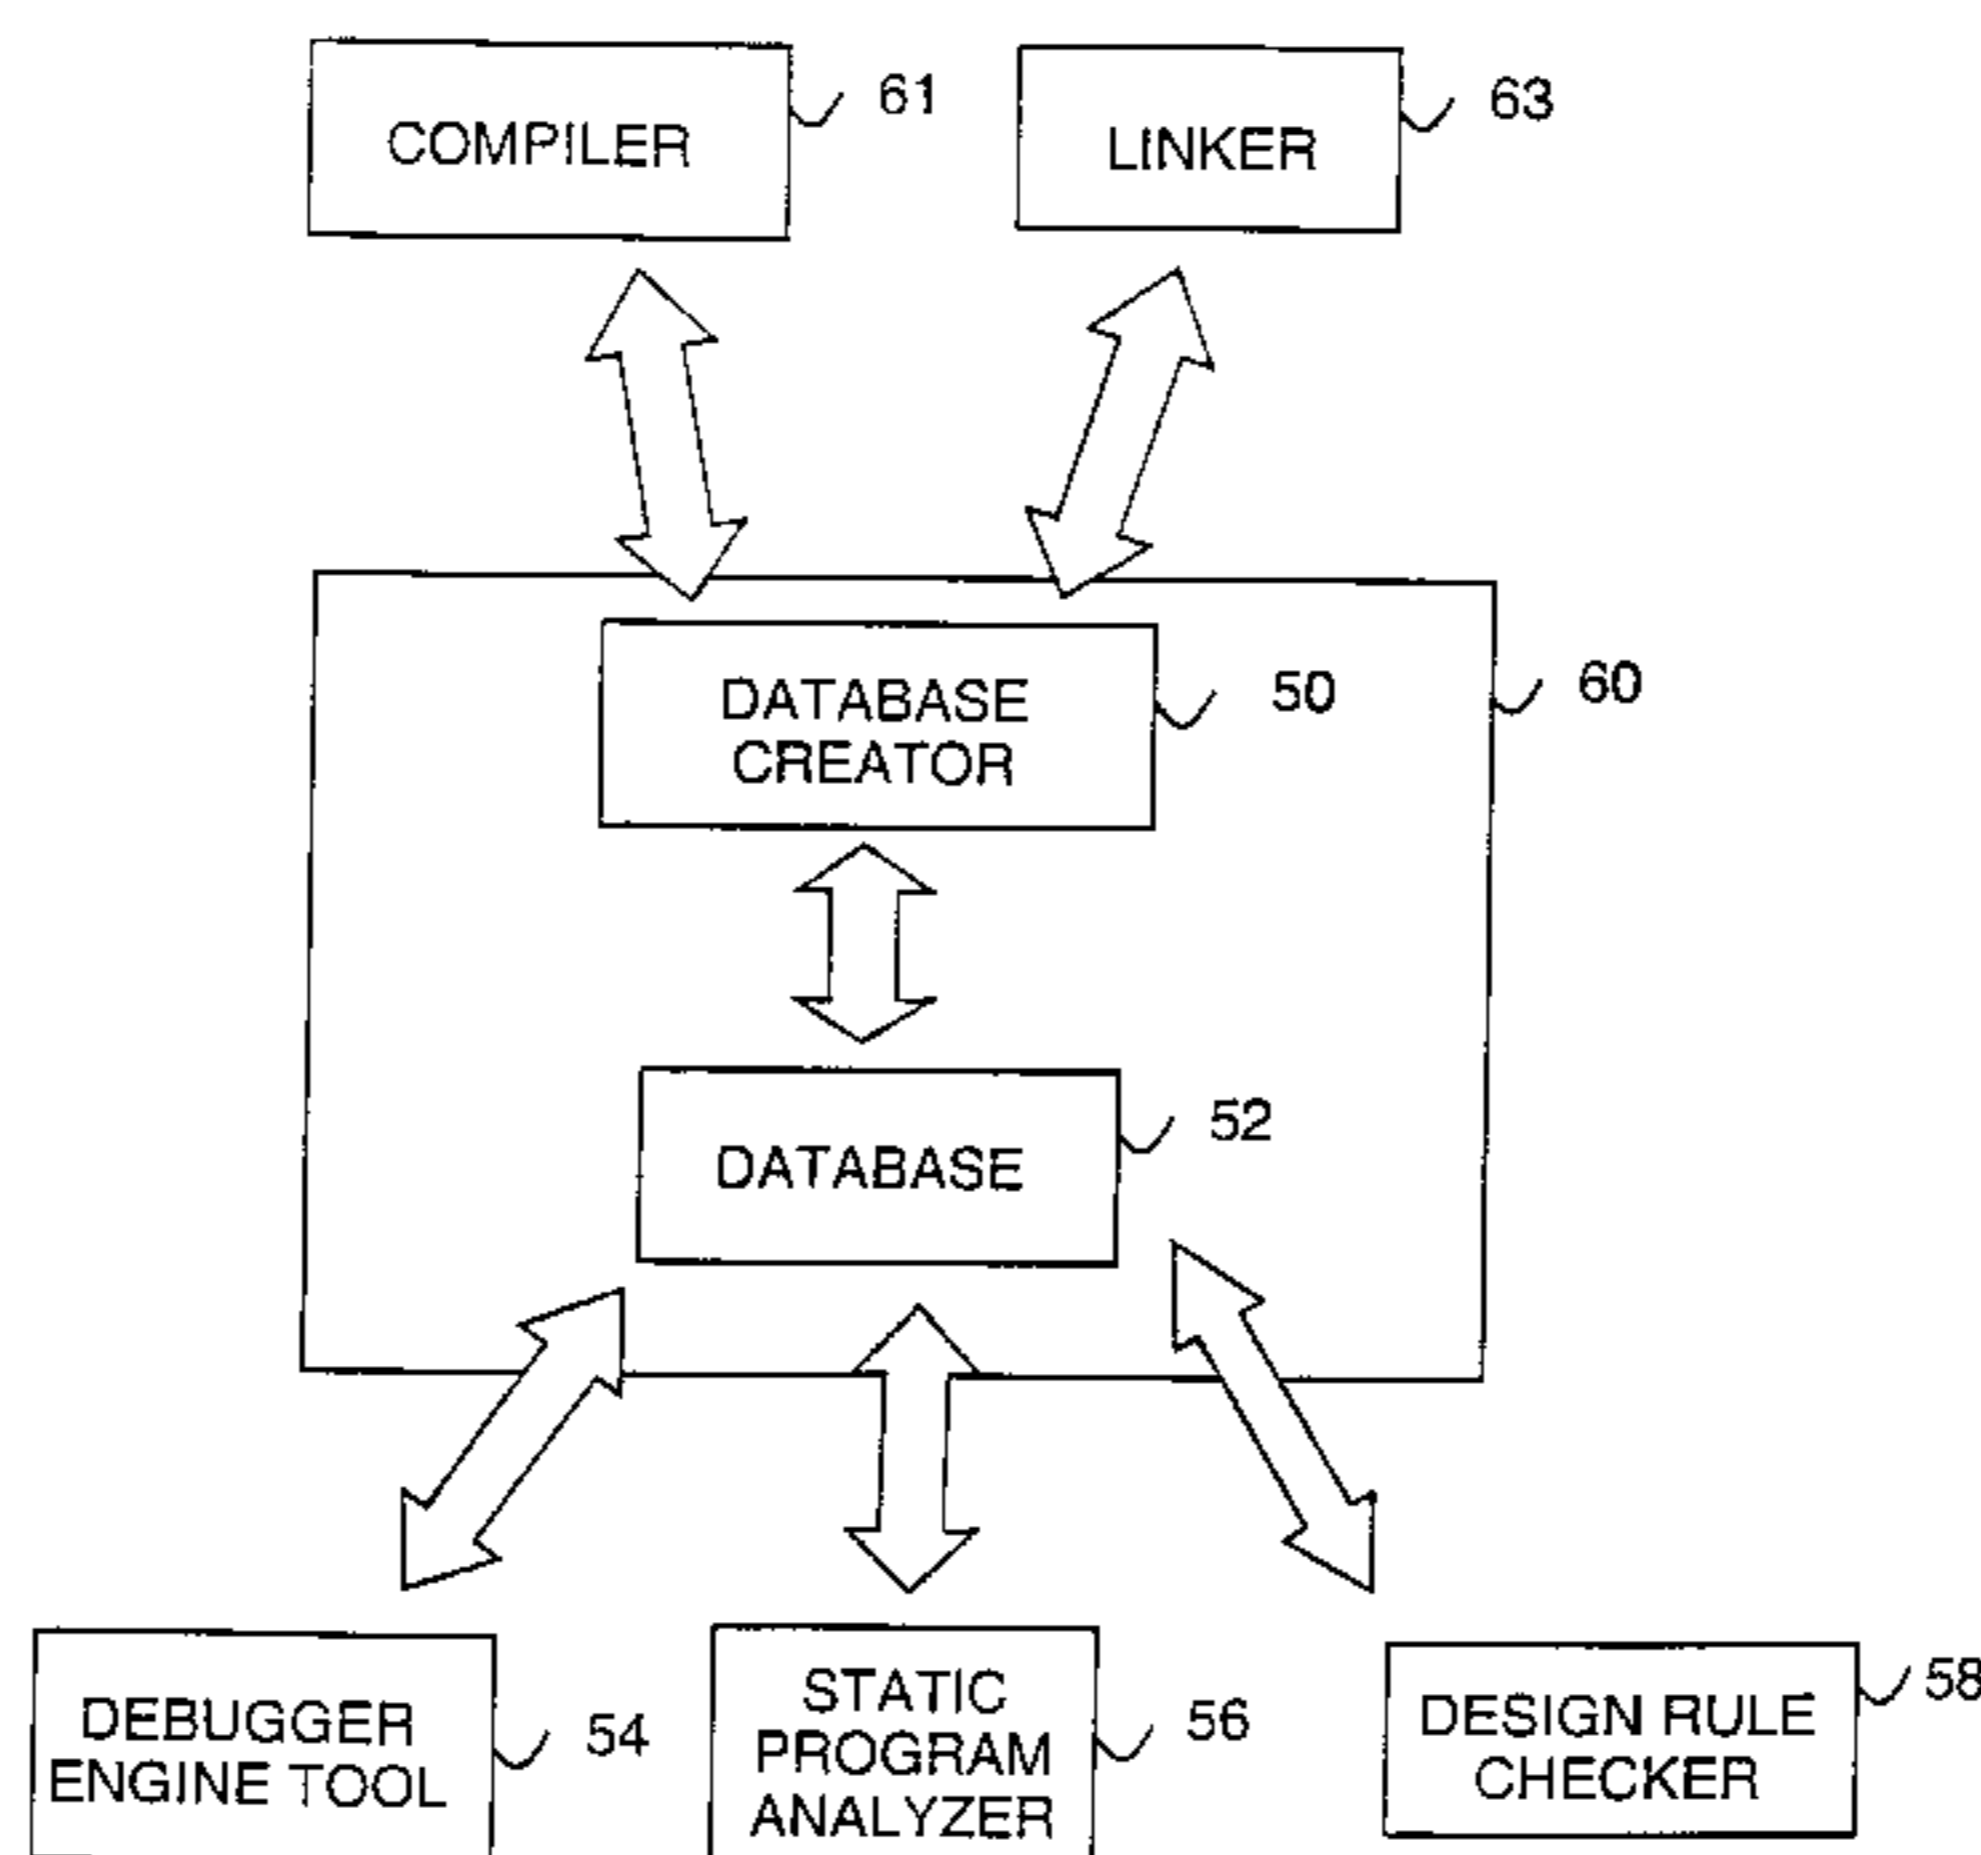 COMPILER
61
LINKER
63
DATABASE
CREATOR
50
60
DATABASE
52
DEBUGGER
ENGINE TOOL
54
STATIC
PROGRAM
ANALYZER
56
DESIGN RULE
CHECKER
58